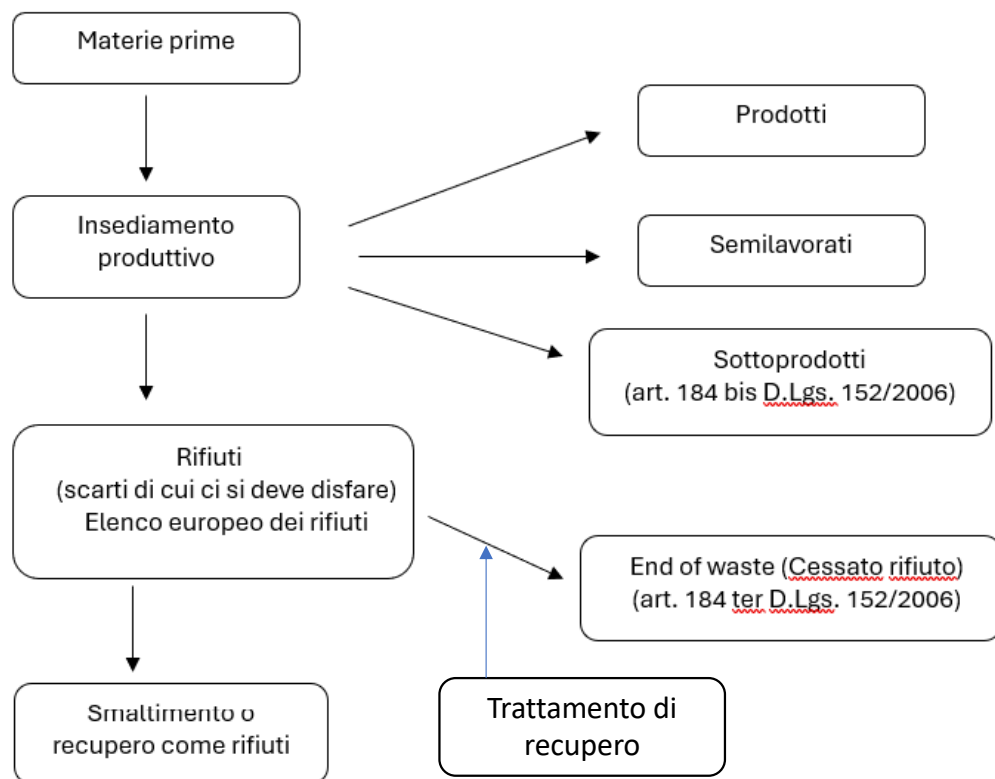 Materie prime
Prodotti
Insediamento
produttivo
Semilavorati
Sottoprodotti
(art. 184 bis D.Lgs. 152/2006)
Rifiuti
(scarti di cui ci si deve disfare)
Elenco europeo dei rifiuti
End of waste (Cessato rifiuto)
(art. 184 ter D.Lgs. 152/2006)
Smaltimento o
recupero come rifiuti
Trattamento di
recupero